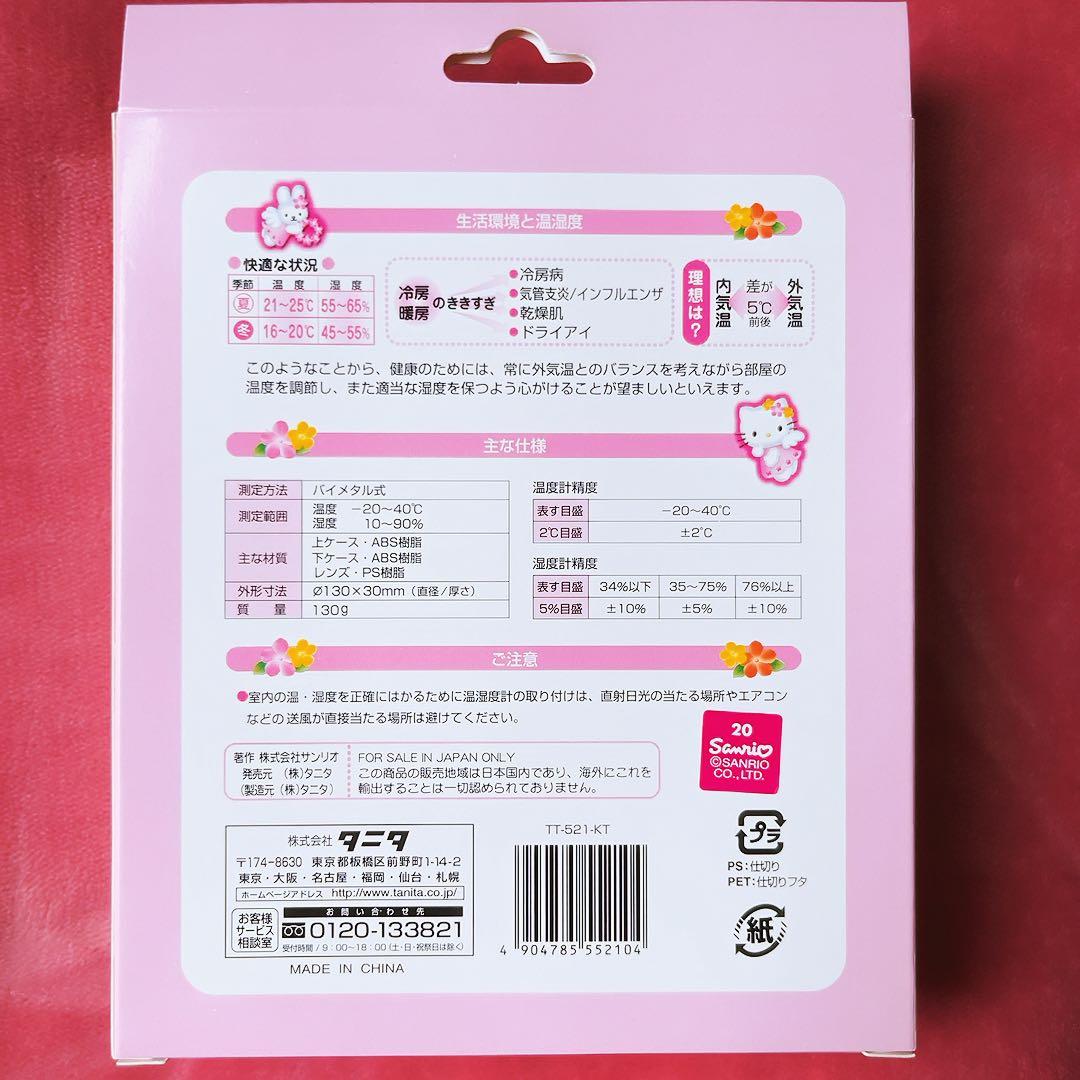 生活環境と温湿度
●快適な状況●
季節 温度 湿度
夏 21~25℃ 55~65%
冬 16~20℃ 45~55%
冷房
暖房
のききすぎ
●冷房病
●気管支炎/インフルエンザ
●乾燥肌
●ドライアイ
理想は?
内気温
差が
5℃
前後
外気温
このようなことから、健康のためには、常に外気温とのバランスを考えながら部屋の
温度を調節し、また適当な湿度を保つよう心がけることが望ましいといえます。
主な仕様
測定方法 バイメタル式
測定範囲 温度 -20~40℃
湿度 10~90%
主な材質 上ケース・ABS樹脂
下ケース・ABS樹脂
レンズ・PS樹脂
外形寸法 Ø130×30mm(直径/厚さ)
質量 130g
温度計精度
表す目盛 -20~40℃
2℃目盛 ±2℃
湿度計精度
表す目盛 34%以下 35~75% 76%以上
5%目盛 ±10% ±5% ±10%
ご注意
●室内の温・湿度を正確にはかるために温湿度計の取り付けは、直射日光の当たる場所やエアコン
などの送風が直接当たる場所は避けてください。
著作 株式会社サンリオ
発売元 (株)タニタ
(製造元 (株)タニタ)
FOR SALE IN JAPAN ONLY
この商品の販売地域は日本国内であり、海外にこれを
輸出することは一切認められておりません。
20
Sanrio
©SANRIO
CO., LTD.
株式会社 タニタ
〒174-8630 東京都板橋区前野町1-14-2
東京・大阪・名古屋・福岡・仙台・札幌
ホームページアドレス http://www.tanita.co.jp/
お客様
サービス
相談室
お問い合わせ先
0120-133821
受付時間/9:00~18:00(土・日・祝祭日は除く)
MADE IN CHINA
TT-521-KT
4 904785 552104
プラ
PS:仕切り
PET:仕切りフタ
紙